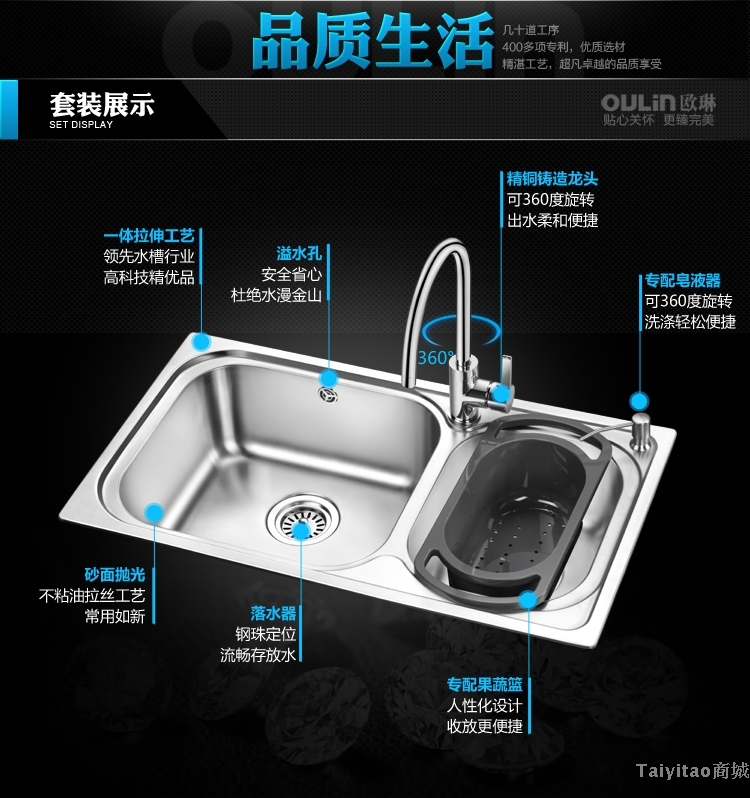 品质生活
几十道工序
400多项专利，优质选材
精湛工艺，超凡卓越的品质享受
套装展示
SET DISPLAY
OULIN欧琳
贴心关怀 更臻完美
精铜铸造龙头
可360度旋转
出水柔和便捷
一体拉伸工艺
领先水槽行业
高科技精优品
溢水孔
安全省心
杜绝水漫金山
专配皂液器
可360度旋转
洗涤轻松便捷
360°
砂面抛光
不粘油拉丝工艺
常用如新
落水器
钢珠定位
流畅存放水
专配果蔬篮
人性化设计
收放更便捷
Taiyitao商城